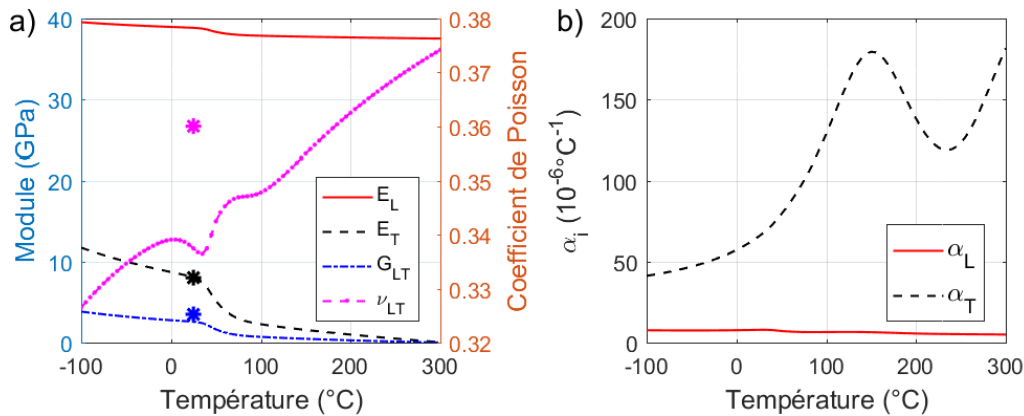 a)
40
30
20
10
0
Module (GPa)
-100
0
100
200
300
Température (°C)
0.38
0.37
0.36
0.35
0.34
0.33
0.32
Coefficient de Poisson
E_L
E_T
G_LT
ν_LT
b)
200
150
100
50
0
α_i (10^-6°C^-1)
-100
0
100
200
300
Température (°C)
α_L
α_T